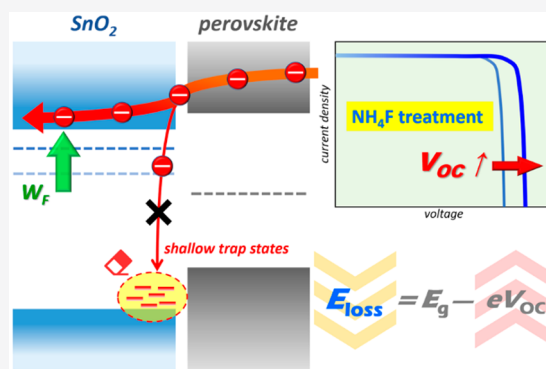 SnO2
perovskite
WF
shallow trap states
current density
NH4F treatment
VOC ↑
voltage
Eloss = Eg − eVOC